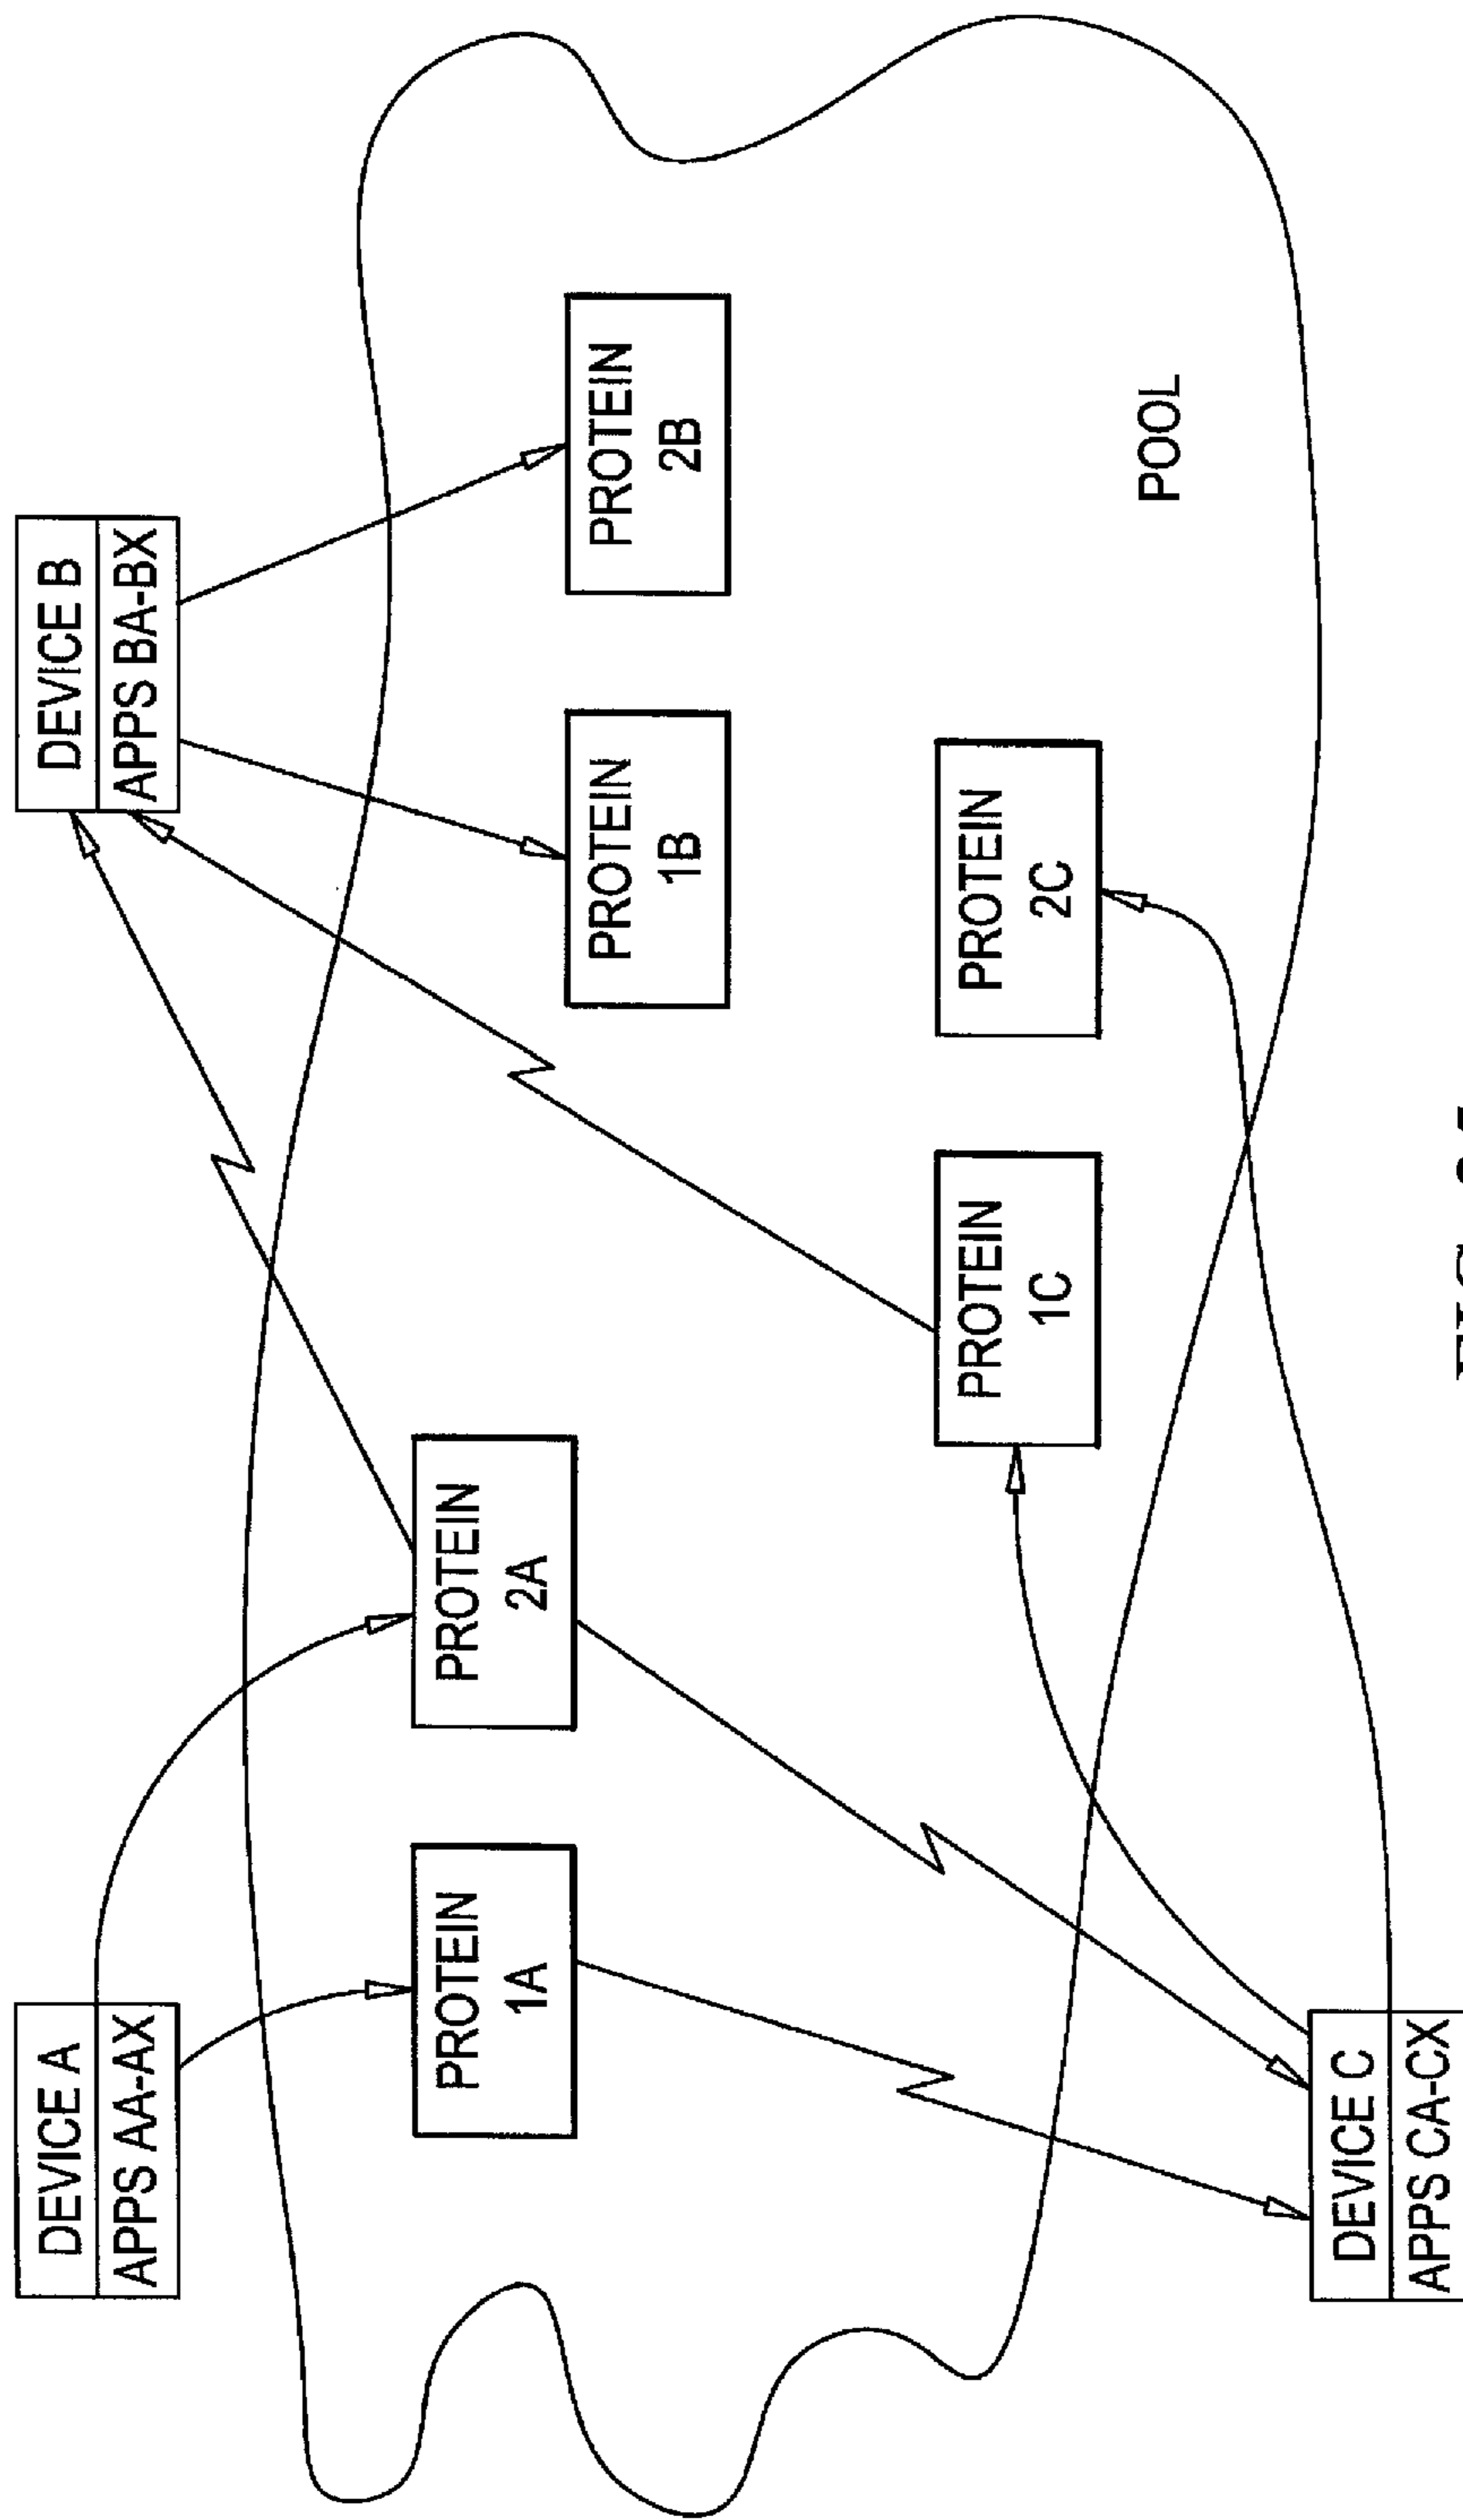 DEVICE A
APPS AA-AX
DEVICE B
APPS BA-BX
PROTEIN
1A
PROTEIN
2A
PROTEIN
1B
PROTEIN
2B
PROTEIN
1C
PROTEIN
2C
POOL
DEVICE C
APPS CA-CX